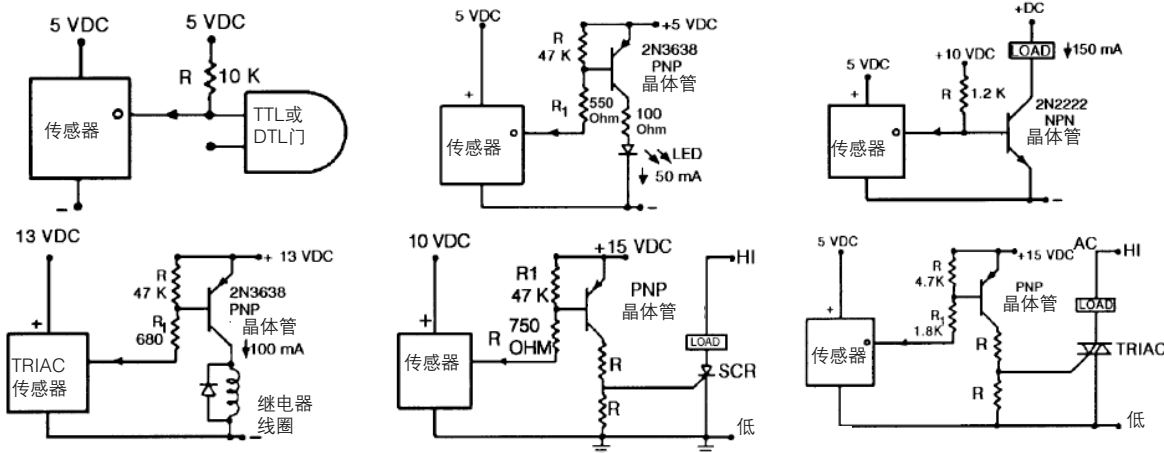 5 VDC
5 VDC
R
10 K
传感器
TTL或
DTL门
−
5 VDC
+5 VDC
R
47 K
2N3638
PNP
晶体管
+
R1
550
Ohm
100
Ohm
传感器
LED
50 mA
−
+DC
LOAD
150 mA
+10 VDC
5 VDC
+
R
1.2 K
2N2222
NPN
晶体管
传感器
−
13 VDC
+ 13 VDC
R
47 K
2N3638
PNP
晶体管
R1
680
100 mA
+
TRIAC
传感器
继电器
线圈
−
10 VDC
+15 VDC
R1
47 K
PNP
晶体管
+
R
750
OHM
传感器
R
R
HI
LOAD
SCR
低
5 VDC
+15 VDC
AC
HI
R
4.7K
PNP
晶体管
+
R1
1.8K
LOAD
传感器
R
TRIAC
R
低